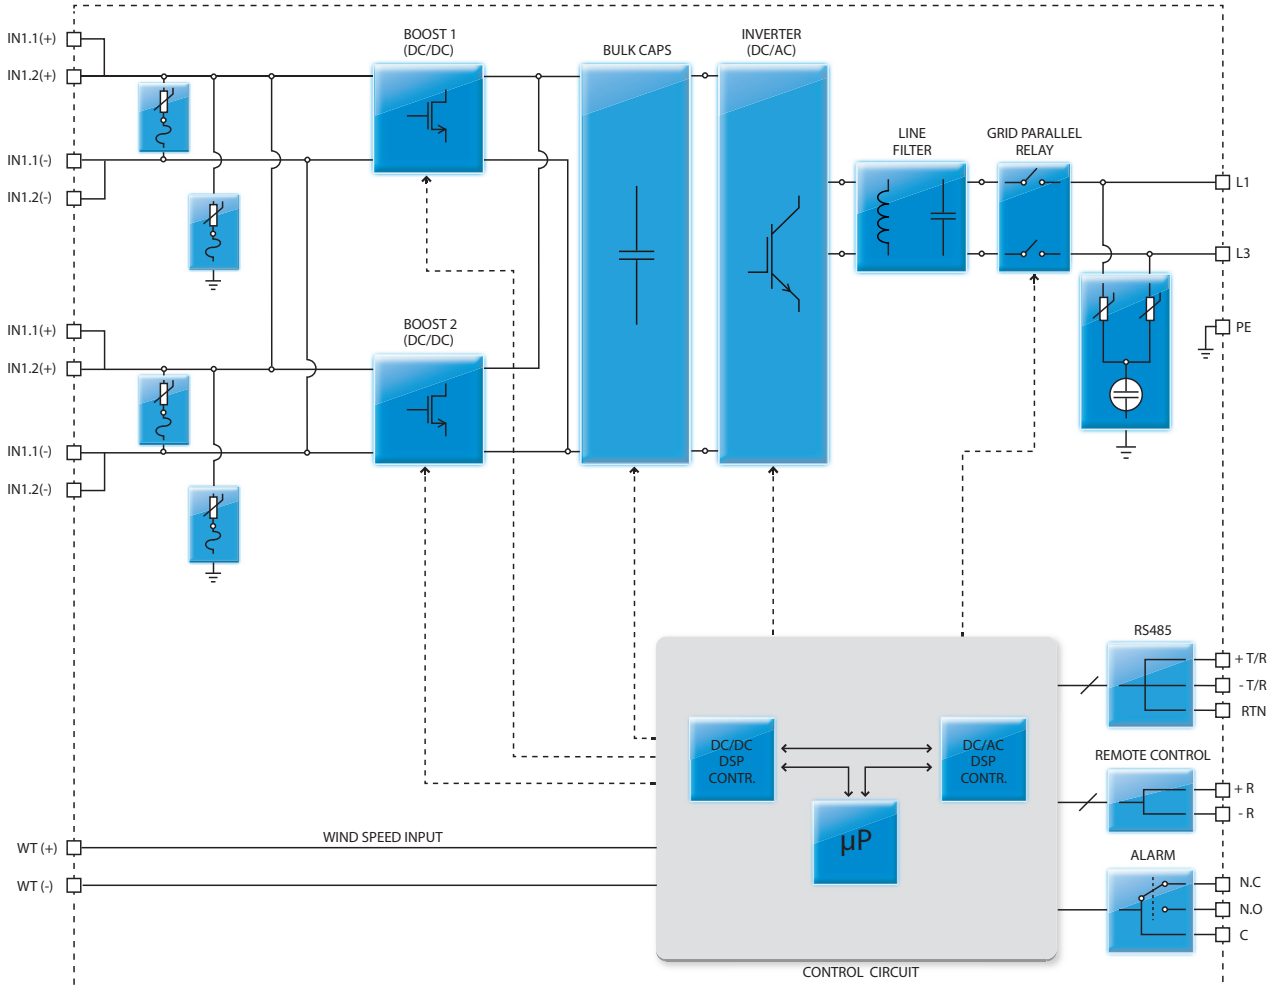 IN1.1(+)
IN1.2(+)
IN1.1(-)
IN1.2(-)
BOOST 1
(DC/DC)
BULK CAPS
INVERTER
(DC/AC)
LINE
FILTER
GRID PARALLEL
RELAY
L1
L3
PE
IN1.1(+)
IN1.2(+)
IN1.1(-)
IN1.2(-)
BOOST 2
(DC/DC)
RS485
+ T/R
- T/R
RTN
REMOTE CONTROL
+ R
- R
ALARM
N.C
N.O
C
DC/DC
DSP
CONTR.
DC/AC
DSP
CONTR.
µP
WIND SPEED INPUT
WT (+)
WT (-)
CONTROL CIRCUIT